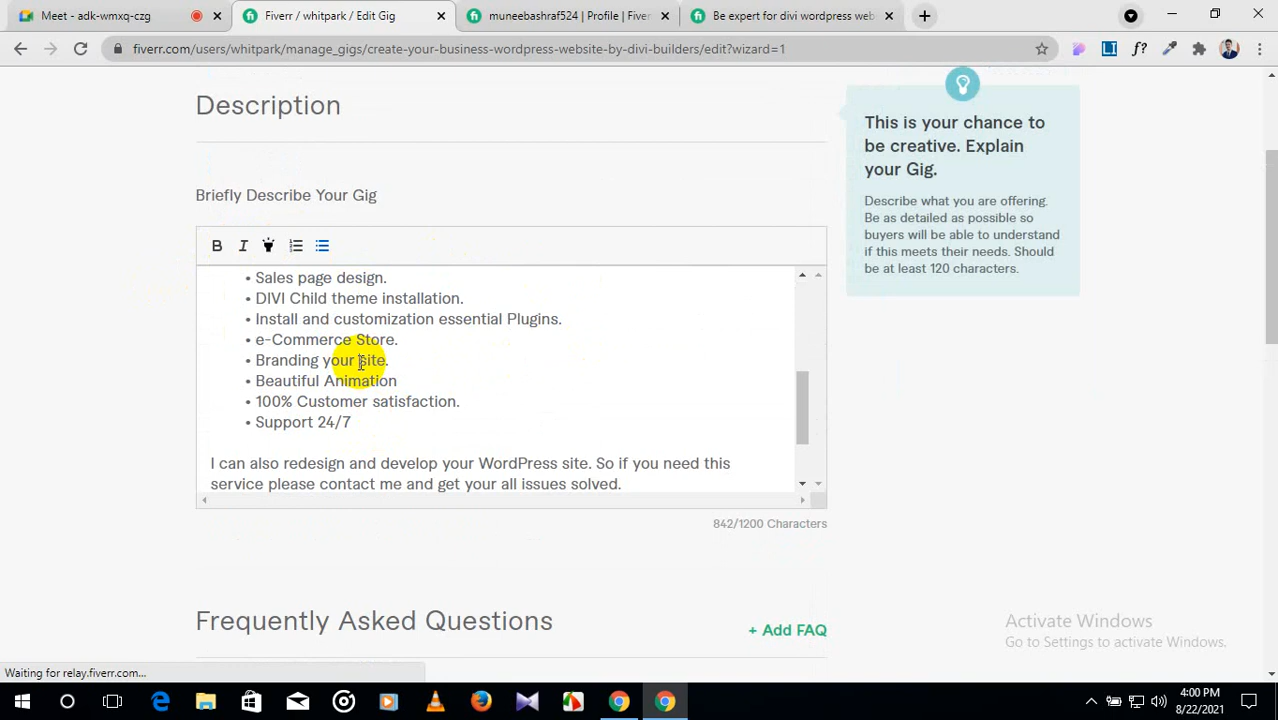 Meet - adk-wmxq-czg
Fiverr / whitpark / Edit Gig
muneebashraf524 | Profile | Fiverr
Be expert for divi wordpress web
fiverr.com/users/whitpark/manage_gigs/create-your-business-wordpress-website-by-divi-builders/edit?wizard=1
LI
f?
Description
This is your chance to
be creative. Explain
your Gig.
Describe what you are offering.
Be as detailed as possible so
buyers will be able to understand
if this meets their needs. Should
be at least 120 characters.
Briefly Describe Your Gig
B I
• Sales page design.
• DIVI Child theme installation.
• Install and customization essential Plugins.
• e-Commerce Store.
• Branding your site.
• Beautiful Animation
• 100% Customer satisfaction.
• Support 24/7
I can also redesign and develop your WordPress site. So if you need this
service please contact me and get your all issues solved.
842/1200 Characters
Frequently Asked Questions
+ Add FAQ
Activate Windows
Go to Settings to activate Windows.
Waiting for relay.fiverr.com...
4:00 PM
8/22/2021